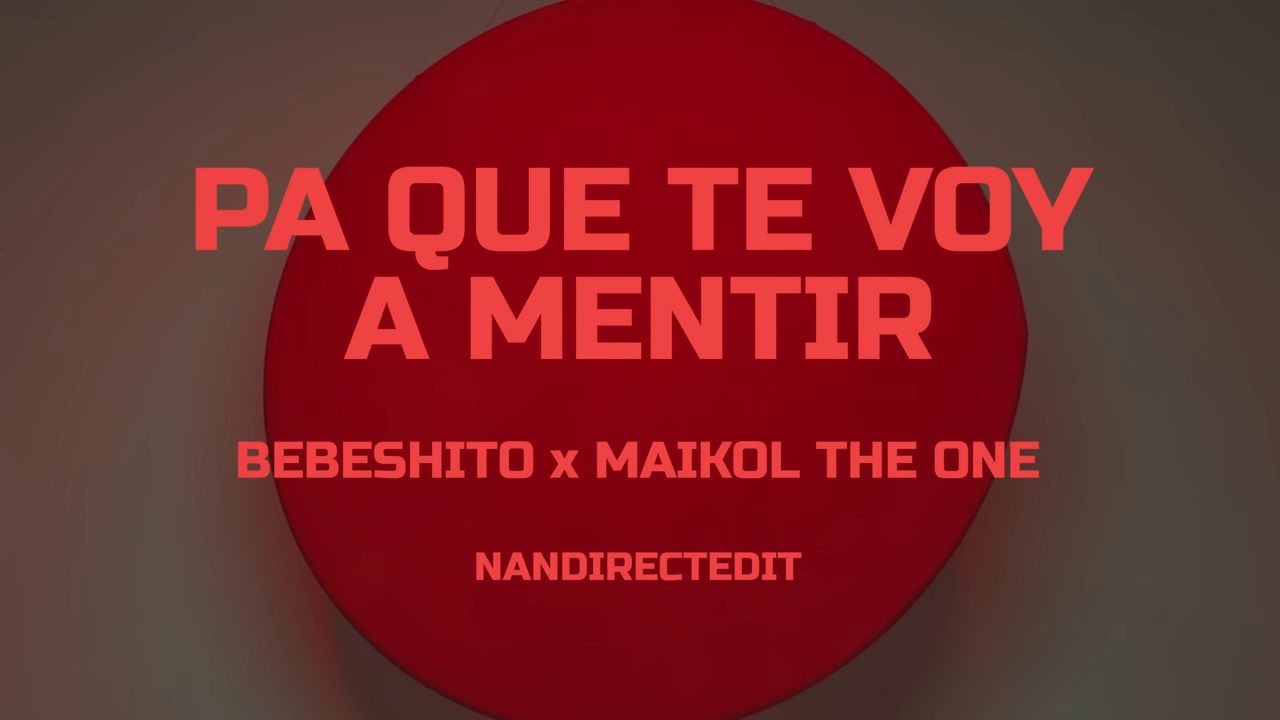 PA QUE TE VOY
A MENTIR
BEBESHITO x MAIKOL THE ONE
NANDIRECTEDIT